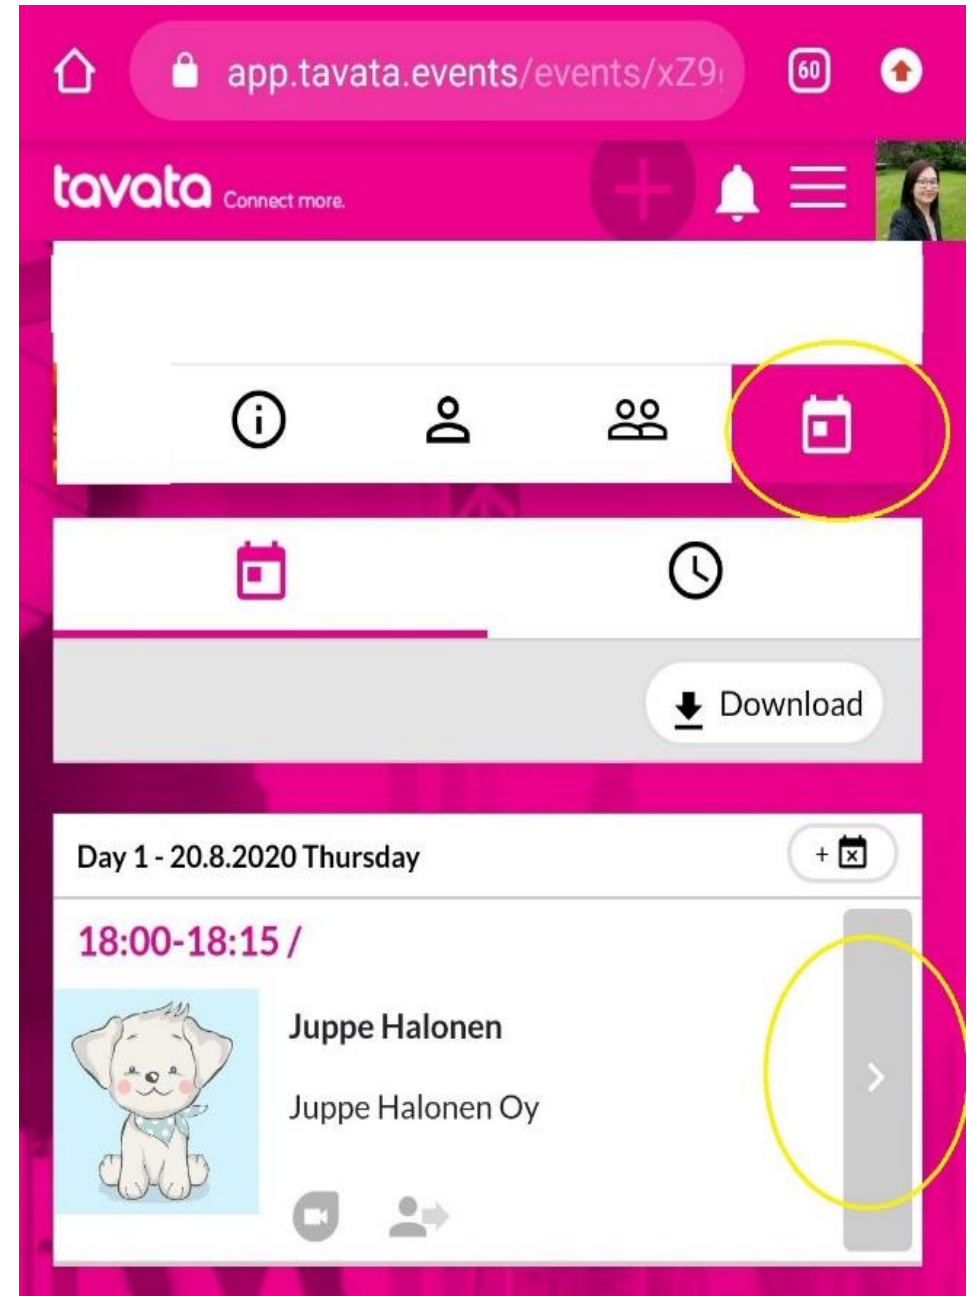 app.tavata.events/events/xZ9
60
tavata Connect more.
Download
Day 1 - 20.8.2020 Thursday
+
18:00-18:15 /
Juppe Halonen
Juppe Halonen Oy